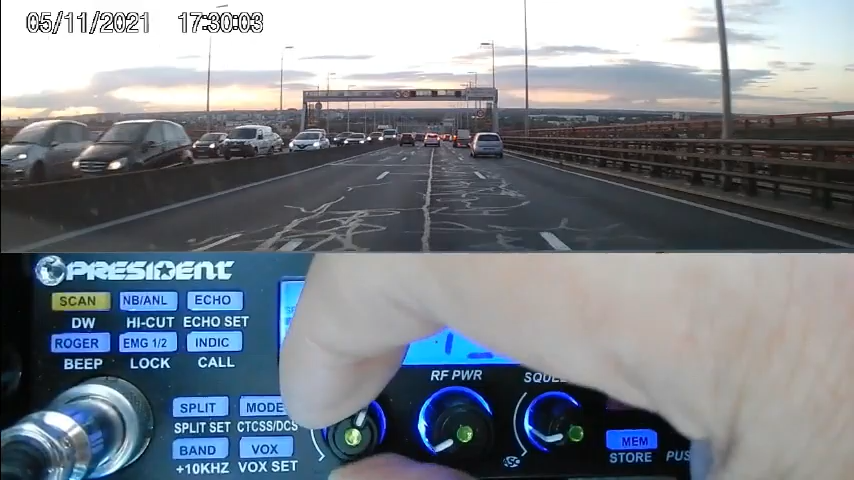 05/11/2021 17:30:03
PRESIDENT
SCAN NB/ANL ECHO
DW HI-CUT ECHO SET
ROGER EMG 1/2 INDIC
BEEP LOCK CALL
SPLIT MODE
SPLIT SET CTCSS/DCS
BAND VOX
+10KHZ VOX SET
RF PWR
ASC
MEM
STORE